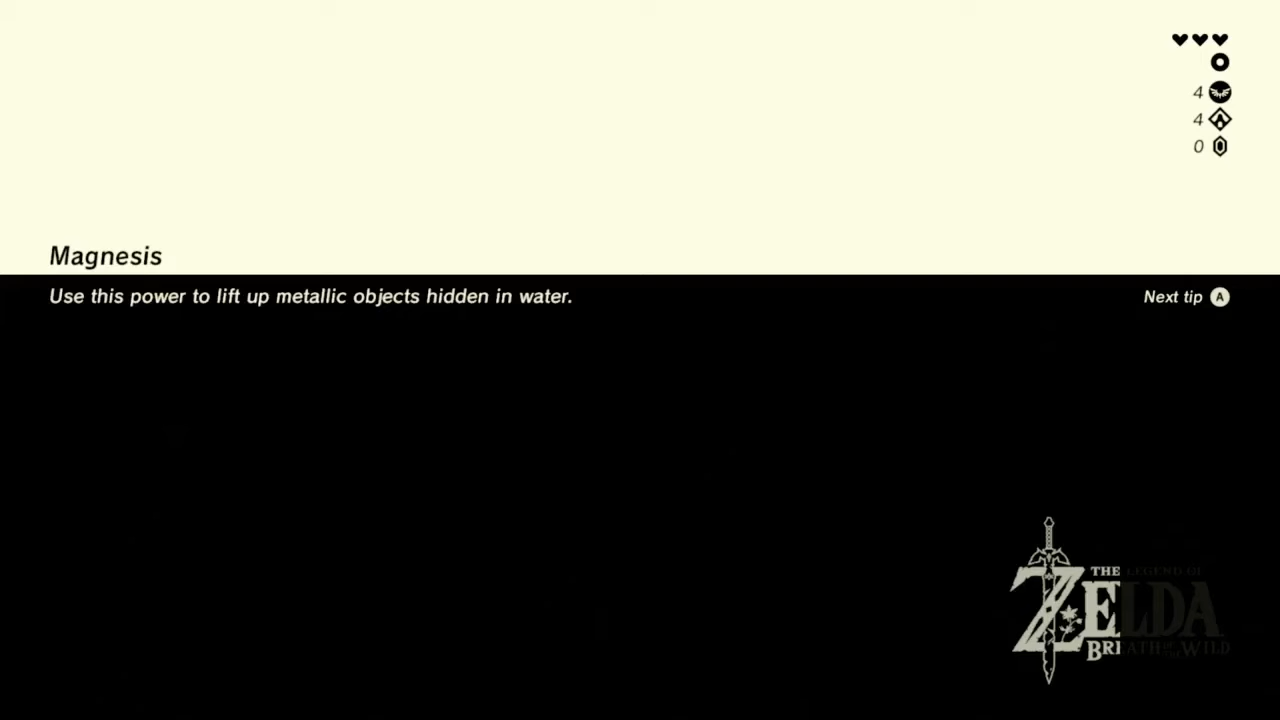 4
4
0
Magnesis
Use this power to lift up metallic objects hidden in water.
Next tip A
THE LEGEND OF
ZELDA
BREATH OF THE WILD